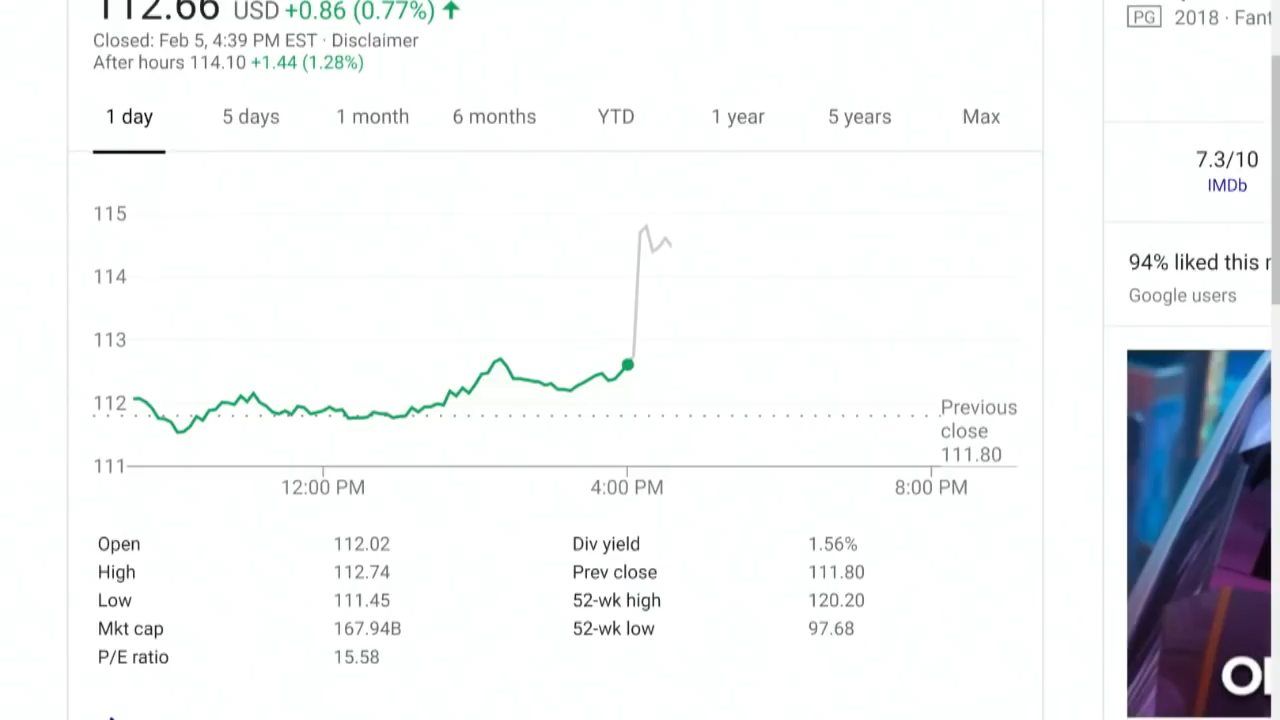 112.66 USD +0.86 (0.77%)
Closed: Feb 5, 4:39 PM EST · Disclaimer
After hours 114.10 +1.44 (1.28%)
1 day 5 days 1 month 6 months YTD 1 year 5 years Max
115
114
113
112
111
Previous
close
111.80
12:00 PM 4:00 PM 8:00 PM
Open 112.02 Div yield 1.56%
High 112.74 Prev close 111.80
Low 111.45 52-wk high 120.20
Mkt cap 167.94B 52-wk low 97.68
P/E ratio 15.58
PG 2018 ·
7.3/10
IMDb
94% liked this
Google users